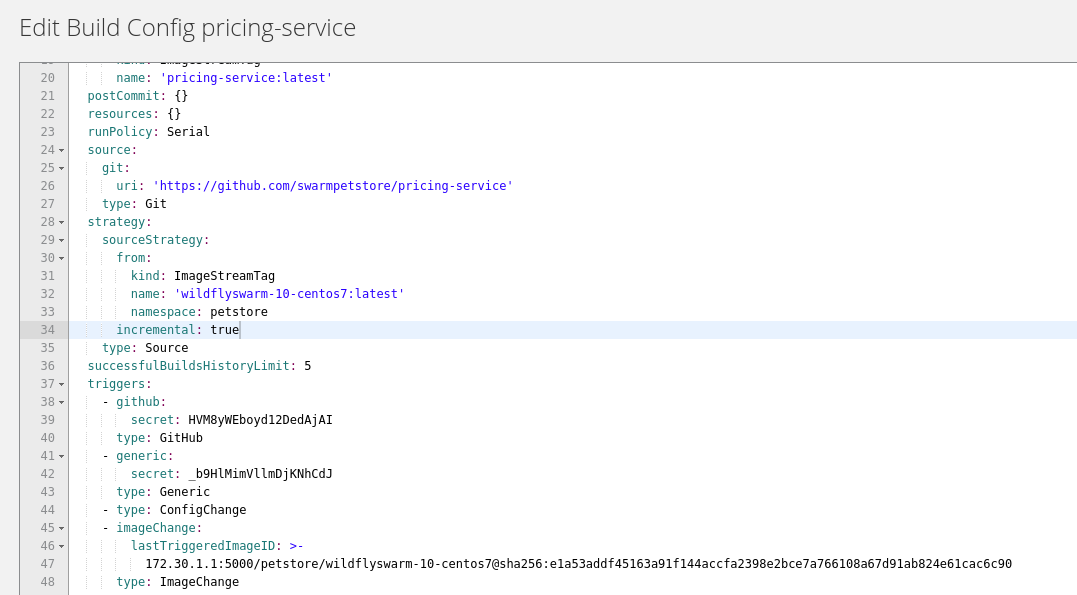 Edit Build Config pricing-service
20 name: 'pricing-service:latest'
21 postCommit: {}
22 resources: {}
23 runPolicy: Serial
24 source:
25 git:
26 uri: 'https://github.com/swarmpetstore/pricing-service'
27 type: Git
28 strategy:
29 sourceStrategy:
30 from:
31 kind: ImageStreamTag
32 name: 'wildflyswarm-10-centos7:latest'
33 namespace: petstore
34 incremental: true
35 type: Source
36 successfulBuildsHistoryLimit: 5
37 triggers:
38 - github:
39 secret: HVM8yWEboyd12DedAjAI
40 type: GitHub
41 - generic:
42 secret: _b9HlMimVllmDjKNhCdJ
43 type: Generic
44 - type: ConfigChange
45 - imageChange:
46 lastTriggeredImageID: >-
47 172.30.1.1:5000/petstore/wildflyswarm-10-centos7@sha256:e1a53addf45163a91f144accfa2398e2bce7a766108a67d91ab824e61cac6c90
48 type: ImageChange